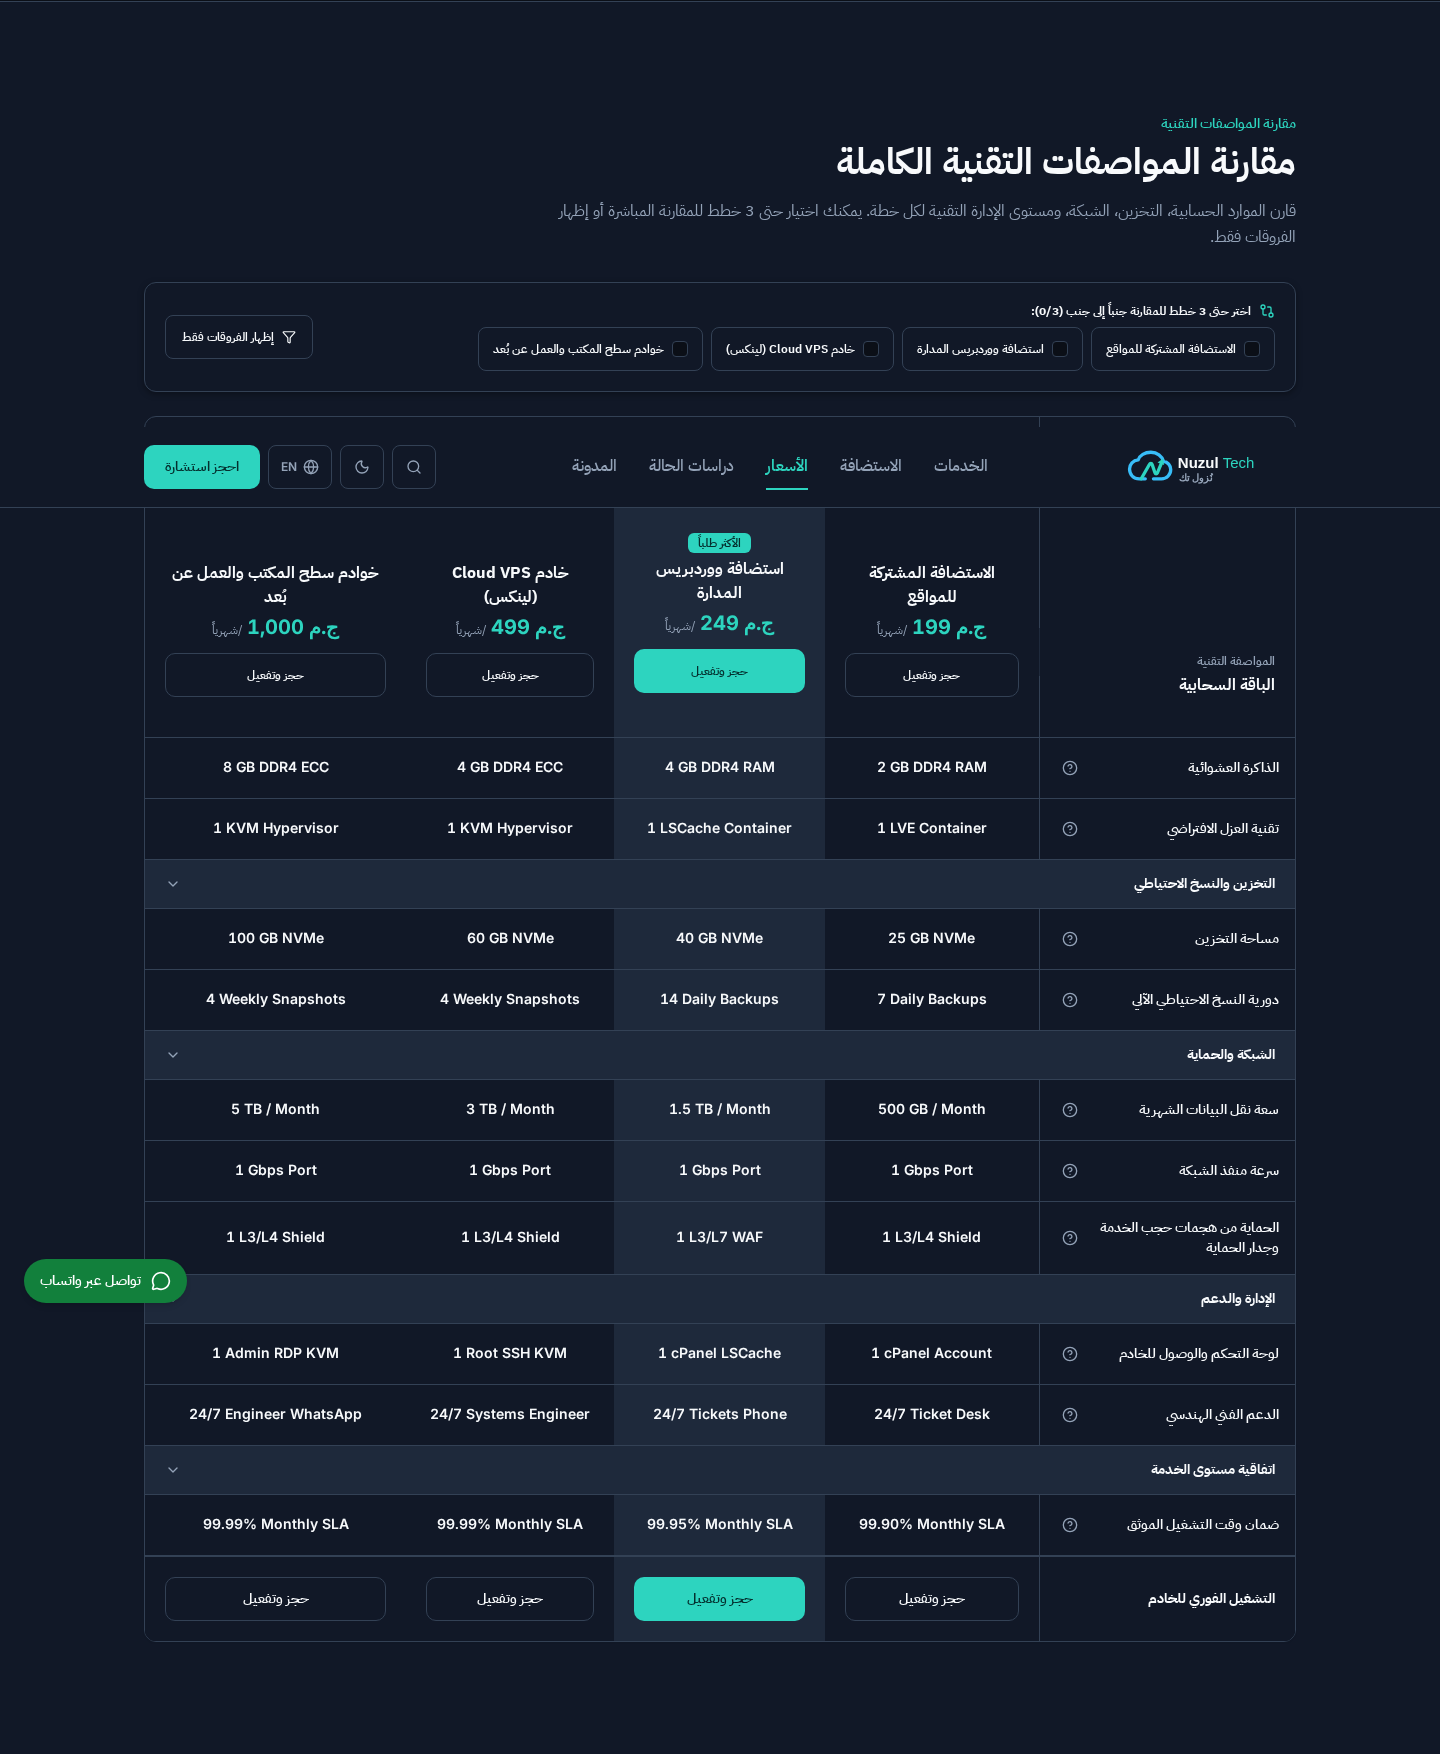 مقارنة المواصفات التقنية
مقارنة المواصفات التقنية الكاملة
قارن الموارد الحسابية، التخزين، الشبكة، ومستوى الإدارة التقنية لكل خطة. يمكنك اختيار حتى 3 خطط للمقارنة المباشرة أو إظهار
الفروقات فقط.
اختر حتى 3 خطط للمقارنة جنباً إلى جنب (0/3):
الاستضافة المشتركة للمواقع
استضافة ووردبريس المدارة
خادم Cloud VPS (لينكس)
خوادم سطح المكتب والعمل عن بُعد
إظهار الفروقات فقط
Nuzul Tech
نُزول تك
الخدمات
الاستضافة
الأسعار
دراسات الحالة
المدونة
EN
احجز استشارة
المواصفة التقنية
الباقة السحابية
الاستضافة المشتركة
للمواقع
ج.م 199 /شهرياً
حجز وتفعيل
الأكثر طلباً
استضافة ووردبريس
المدارة
ج.م 249 /شهرياً
حجز وتفعيل
خادم Cloud VPS
(لينكس)
ج.م 499 /شهرياً
حجز وتفعيل
خوادم سطح المكتب والعمل عن
بُعد
ج.م 1,000 /شهرياً
حجز وتفعيل
الذاكرة العشوائية
2 GB DDR4 RAM
4 GB DDR4 RAM
4 GB DDR4 ECC
8 GB DDR4 ECC
تقنية العزل الافتراضي
1 LVE Container
1 LSCache Container
1 KVM Hypervisor
1 KVM Hypervisor
التخزين والنسخ الاحتياطي
مساحة التخزين
25 GB NVMe
40 GB NVMe
60 GB NVMe
100 GB NVMe
دورية النسخ الاحتياطي الآلي
7 Daily Backups
14 Daily Backups
4 Weekly Snapshots
4 Weekly Snapshots
الشبكة والحماية
سعة نقل البيانات الشهرية
500 GB / Month
1.5 TB / Month
3 TB / Month
5 TB / Month
سرعة منفذ الشبكة
1 Gbps Port
1 Gbps Port
1 Gbps Port
1 Gbps Port
الحماية من هجمات حجب الخدمة
وجدار الحماية
1 L3/L4 Shield
1 L3/L7 WAF
1 L3/L4 Shield
1 L3/L4 Shield
تواصل عبر واتساب
الإدارة والدعم
لوحة التحكم والوصول للخادم
1 cPanel Account
1 cPanel LSCache
1 Root SSH KVM
1 Admin RDP KVM
الدعم الفني الهندسي
24/7 Ticket Desk
24/7 Tickets Phone
24/7 Systems Engineer
24/7 Engineer WhatsApp
اتفاقية مستوى الخدمة
ضمان وقت التشغيل الموثق
99.90% Monthly SLA
99.95% Monthly SLA
99.99% Monthly SLA
99.99% Monthly SLA
التشغيل الفوري للخادم
حجز وتفعيل
حجز وتفعيل
حجز وتفعيل
حجز وتفعيل